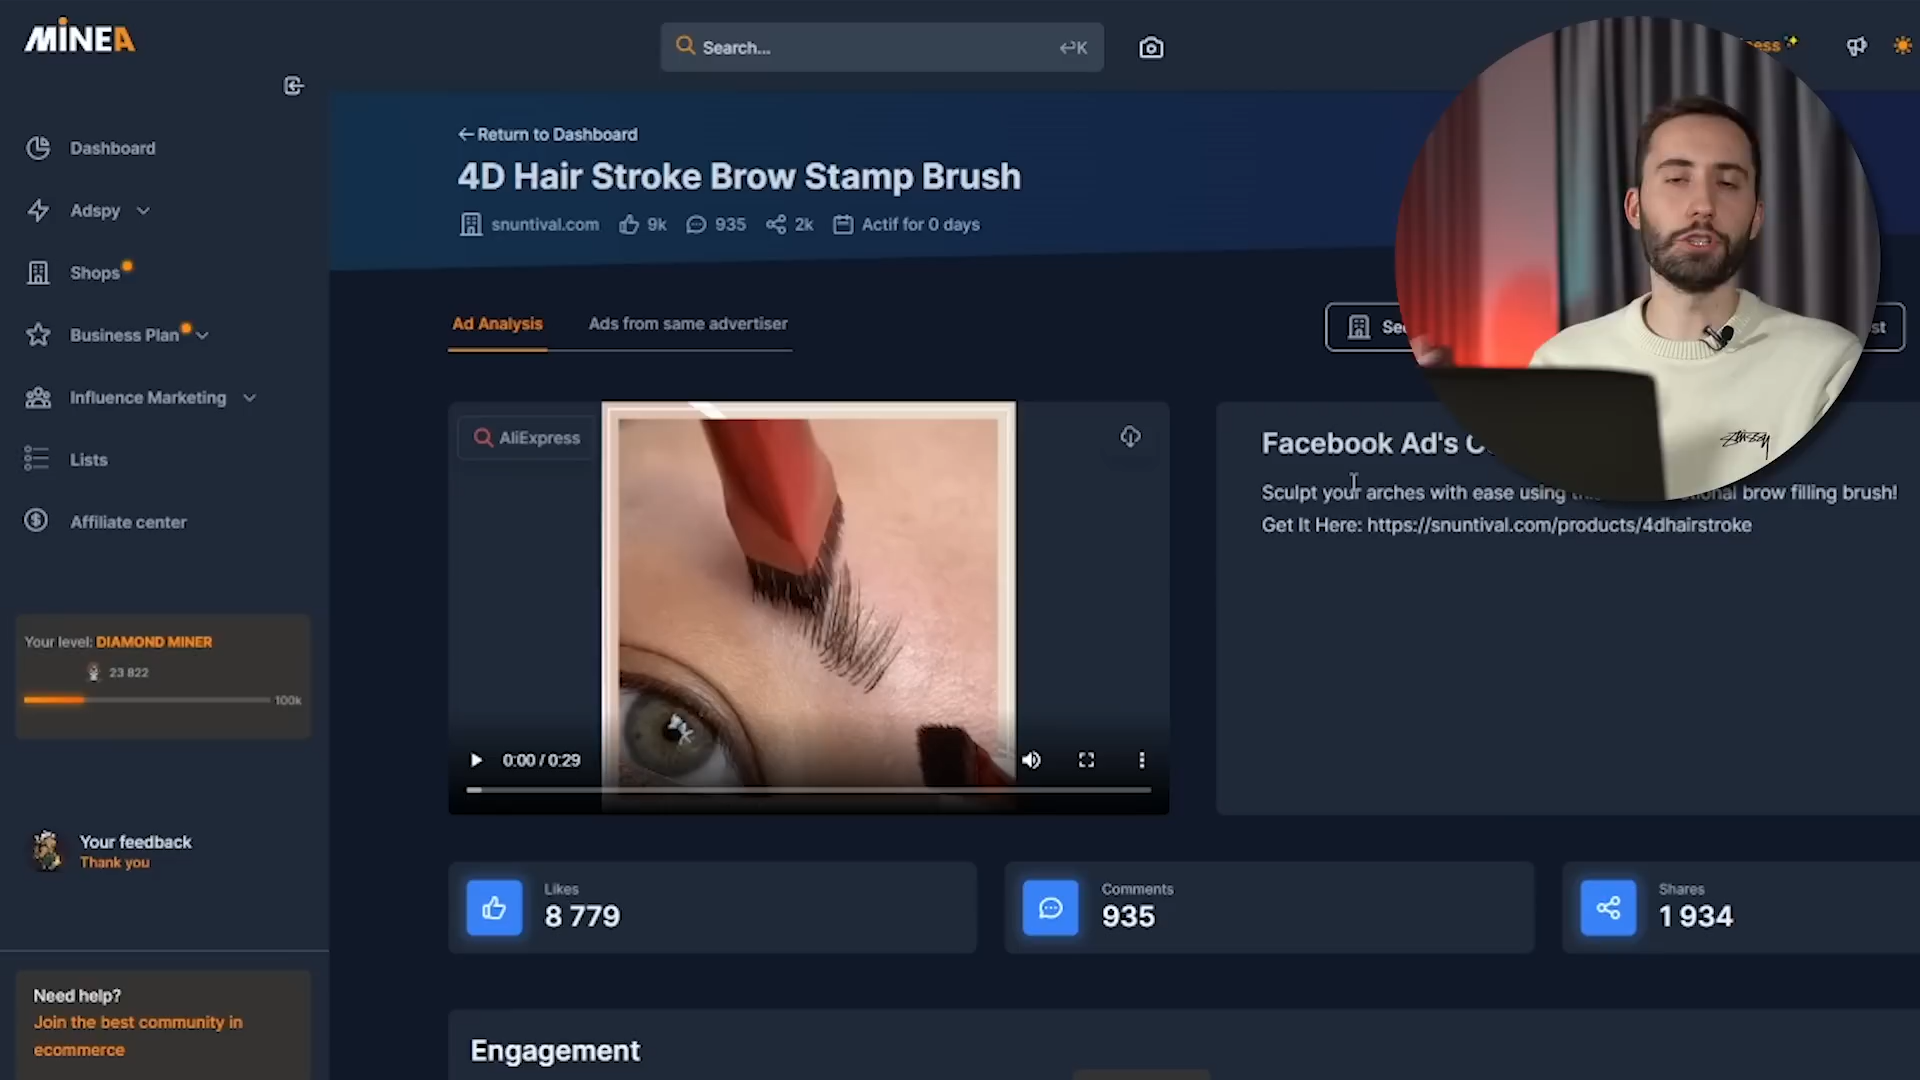 MINEA
Search...
K
Dashboard
Adspy
Shops
Business Plan
Influence Marketing
Lists
Affiliate center
Your level: DIAMOND MINER
23 822
100k
Your feedback
Thank you
Need help?
Join the best community in
ecommerce
Return to Dashboard
4D Hair Stroke Brow Stamp Brush
snuntival.com 9k 935 2k Actif for 0 days
Ad Analysis Ads from same advertiser
AliExpress
0:00 / 0:29
Facebook Ad's
Sculpt your arches with ease using brow filling brush!
Get It Here: https://snuntival.com/products/4dhairstroke
Likes
8 779
Comments
935
Shares
1 934
Engagement
STÜSSY